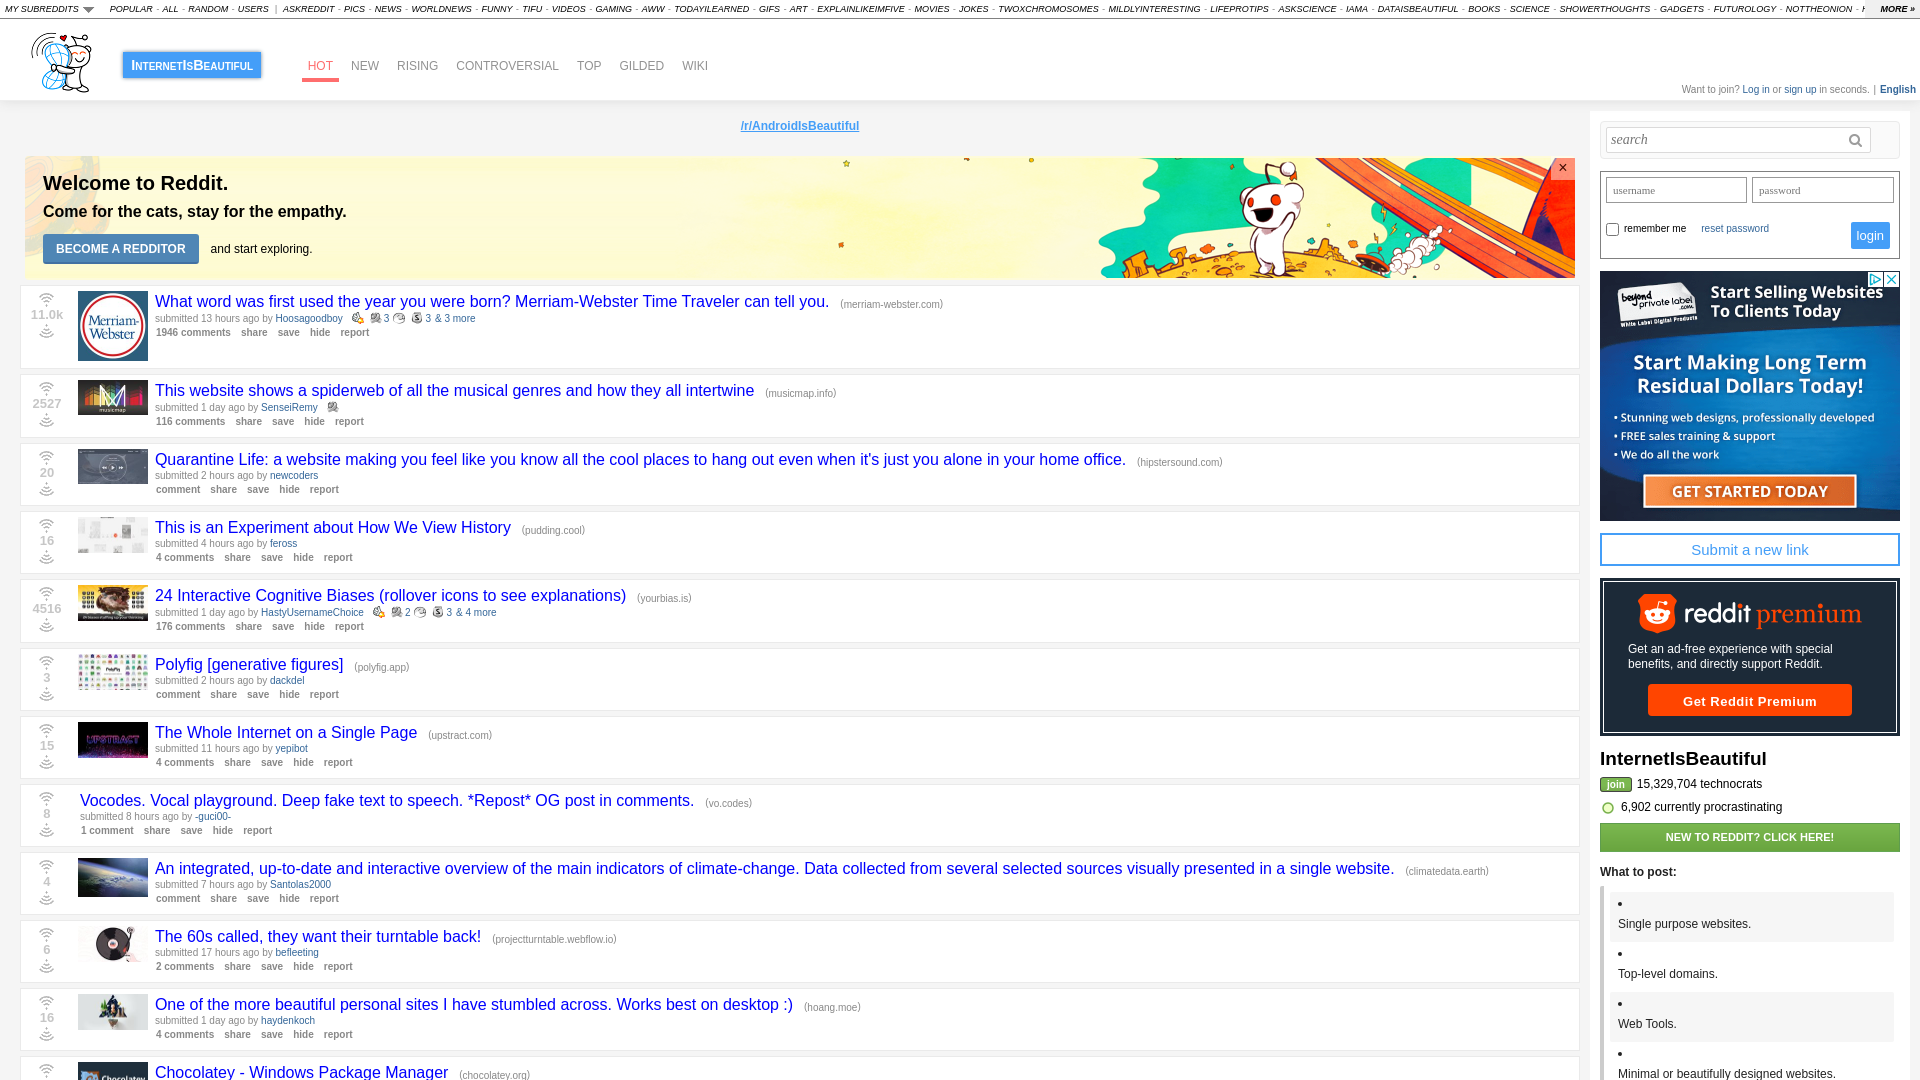 MY SUBREDDITS POPULAR - ALL - RANDOM - USERS | ASKREDDIT - PICS - NEWS - WORLDNEWS - FUNNY - TIFU - VIDEOS - GAMING - AWW - TODAYILEARNED - GIFS - ART - EXPLAINLIKEIMFIVE - MOVIES - JOKES - TWOXCHROMOSOMES - MILDLYINTERESTING - LIFEPROTIPS - ASKSCIENCE - IAMA - DATAISBEAUTIFUL - BOOKS - SCIENCE - SHOWERTHOUGHTS - GADGETS - FUTUROLOGY - NOTTHEONION - MORE »
InternetIsBeautiful
HOT NEW RISING CONTROVERSIAL TOP GILDED WIKI
Want to join? Log in or sign up in seconds. | English
/r/AndroidIsBeautiful
Welcome to Reddit.
Come for the cats, stay for the empathy.
BECOME A REDDITOR and start exploring.
×
11.0k
Merriam-Webster
What word was first used the year you were born? Merriam-Webster Time Traveler can tell you. (merriam-webster.com)
submitted 13 hours ago by Hoosagoodboy 3 3 & 3 more
1946 comments share save hide report
2527
musicmap
This website shows a spiderweb of all the musical genres and how they all intertwine (musicmap.info)
submitted 1 day ago by SenseiRemy
116 comments share save hide report
20
Quarantine Life: a website making you feel like you know all the cool places to hang out even when it's just you alone in your home office. (hipstersound.com)
submitted 2 hours ago by newcoders
comment share save hide report
16
This is an Experiment about How We View History (pudding.cool)
submitted 4 hours ago by feross
4 comments share save hide report
4516
24 Interactive Cognitive Biases (rollover icons to see explanations) (yourbias.is)
submitted 1 day ago by HastyUsernameChoice 2 3 & 4 more
176 comments share save hide report
3
Polyfig
Polyfig [generative figures] (polyfig.app)
submitted 2 hours ago by dackdel
comment share save hide report
15
UPSTRACT
The Whole Internet on a Single Page (upstract.com)
submitted 11 hours ago by yepibot
4 comments share save hide report
8
Vocodes. Vocal playground. Deep fake text to speech. *Repost* OG post in comments. (vo.codes)
submitted 8 hours ago by -guci00-
1 comment share save hide report
4
An integrated, up-to-date and interactive overview of the main indicators of climate-change. Data collected from several selected sources visually presented in a single website. (climatedata.earth)
submitted 7 hours ago by Santolas2000
comment share save hide report
6
The 60s called, they want their turntable back! (projectturntable.webflow.io)
submitted 17 hours ago by befleeting
2 comments share save hide report
16
One of the more beautiful personal sites I have stumbled across. Works best on desktop :) (hoang.moe)
submitted 1 day ago by haydenkoch
4 comments share save hide report
Chocolatey
Chocolatey - Windows Package Manager (chocolatey.org)
search
username password
remember me reset password
login
beyond private label.com
White Label Digital Products
Start Selling Websites
To Clients Today
Start Making Long Term
Residual Dollars Today!
• Stunning web designs, professionally developed
• FREE sales training & support
• We do all the work
GET STARTED TODAY
Submit a new link
reddit premium
Get an ad-free experience with special
benefits, and directly support Reddit.
Get Reddit Premium
InternetIsBeautiful
join 15,329,704 technocrats
6,902 currently procrastinating
NEW TO REDDIT? CLICK HERE!
What to post:
• Single purpose websites.
• Top-level domains.
• Web Tools.
• Minimal or beautifully designed websites.